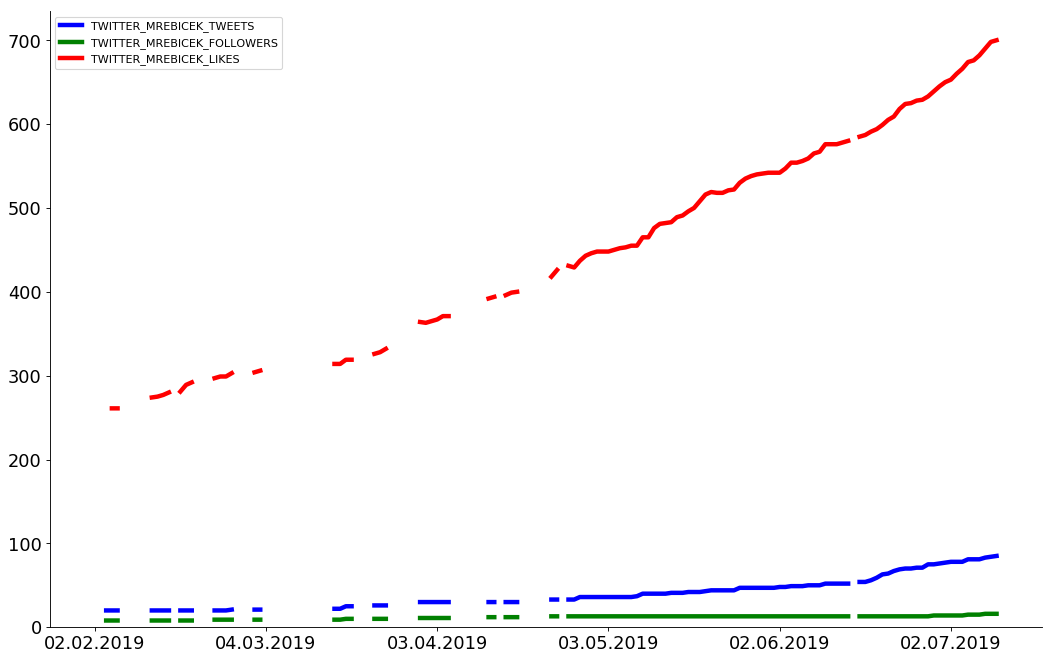 TWITTER_MREBICEK_TWEETS
TWITTER_MREBICEK_FOLLOWERS
TWITTER_MREBICEK_LIKES
700
600
500
400
300
200
100
0
02.02.2019 04.03.2019 03.04.2019 03.05.2019 02.06.2019 02.07.2019